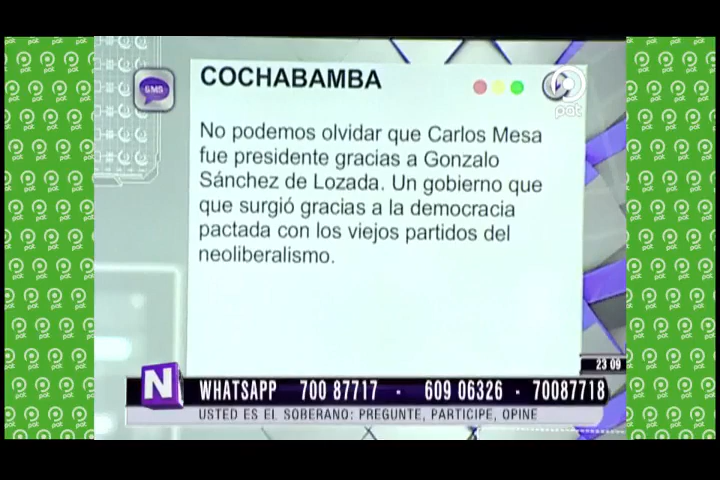 COCHABAMBA
SMS
pat
No podemos olvidar que Carlos Mesa
fue presidente gracias a Gonzalo
Sánchez de Lozada. Un gobierno que
que surgió gracias a la democracia
pactada con los viejos partidos del
neoliberalismo.
23 09
N
WHATSAPP 700 87717 - 609 06326 - 70087718
USTED ES EL SOBERANO: PREGUNTE, PARTICIPE, OPINE